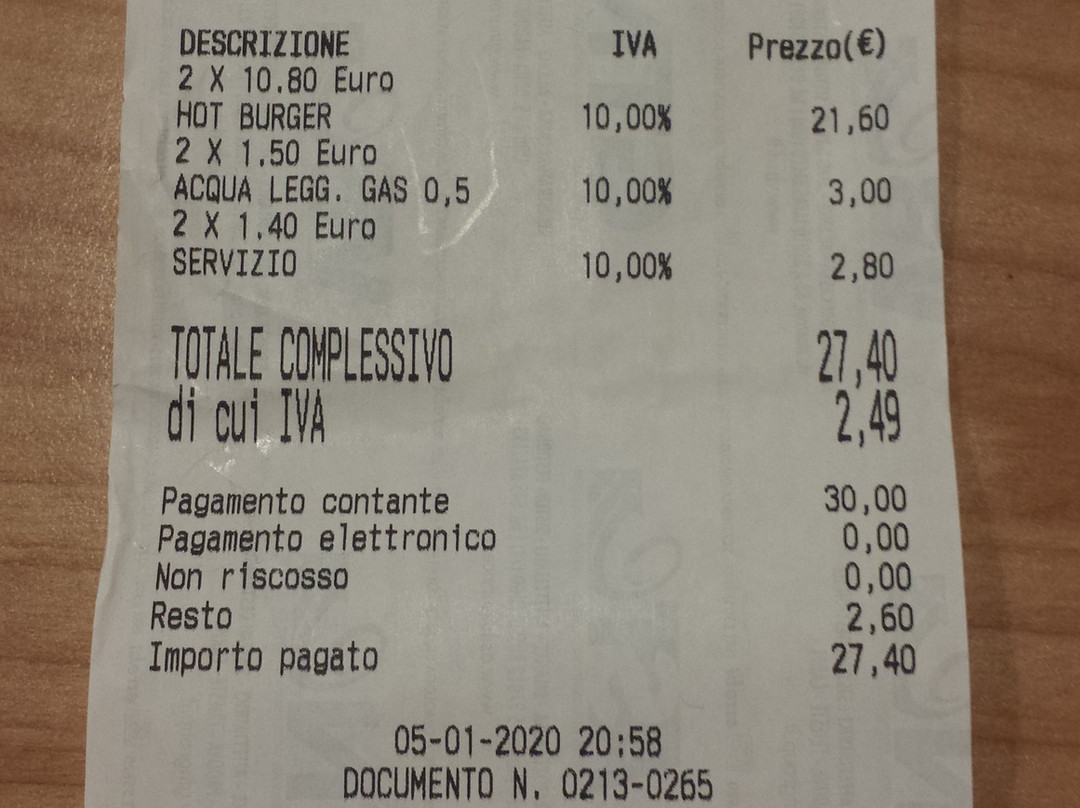 DESCRIZIONE IVA Prezzo(€)
2 X 10.80 Euro
HOT BURGER 10,00% 21,60
2 X 1.50 Euro
ACQUA LEGG. GAS 0,5 10,00% 3,00
2 X 1.40 Euro
SERVIZIO 10,00% 2,80
TOTALE COMPLESSIVO 27,40
di cui IVA 2,49
Pagamento contante 30,00
Pagamento elettronico 0,00
Non riscosso 0,00
Resto 2,60
Importo pagato 27,40
05-01-2020 20:58
DOCUMENTO N. 0213-0265